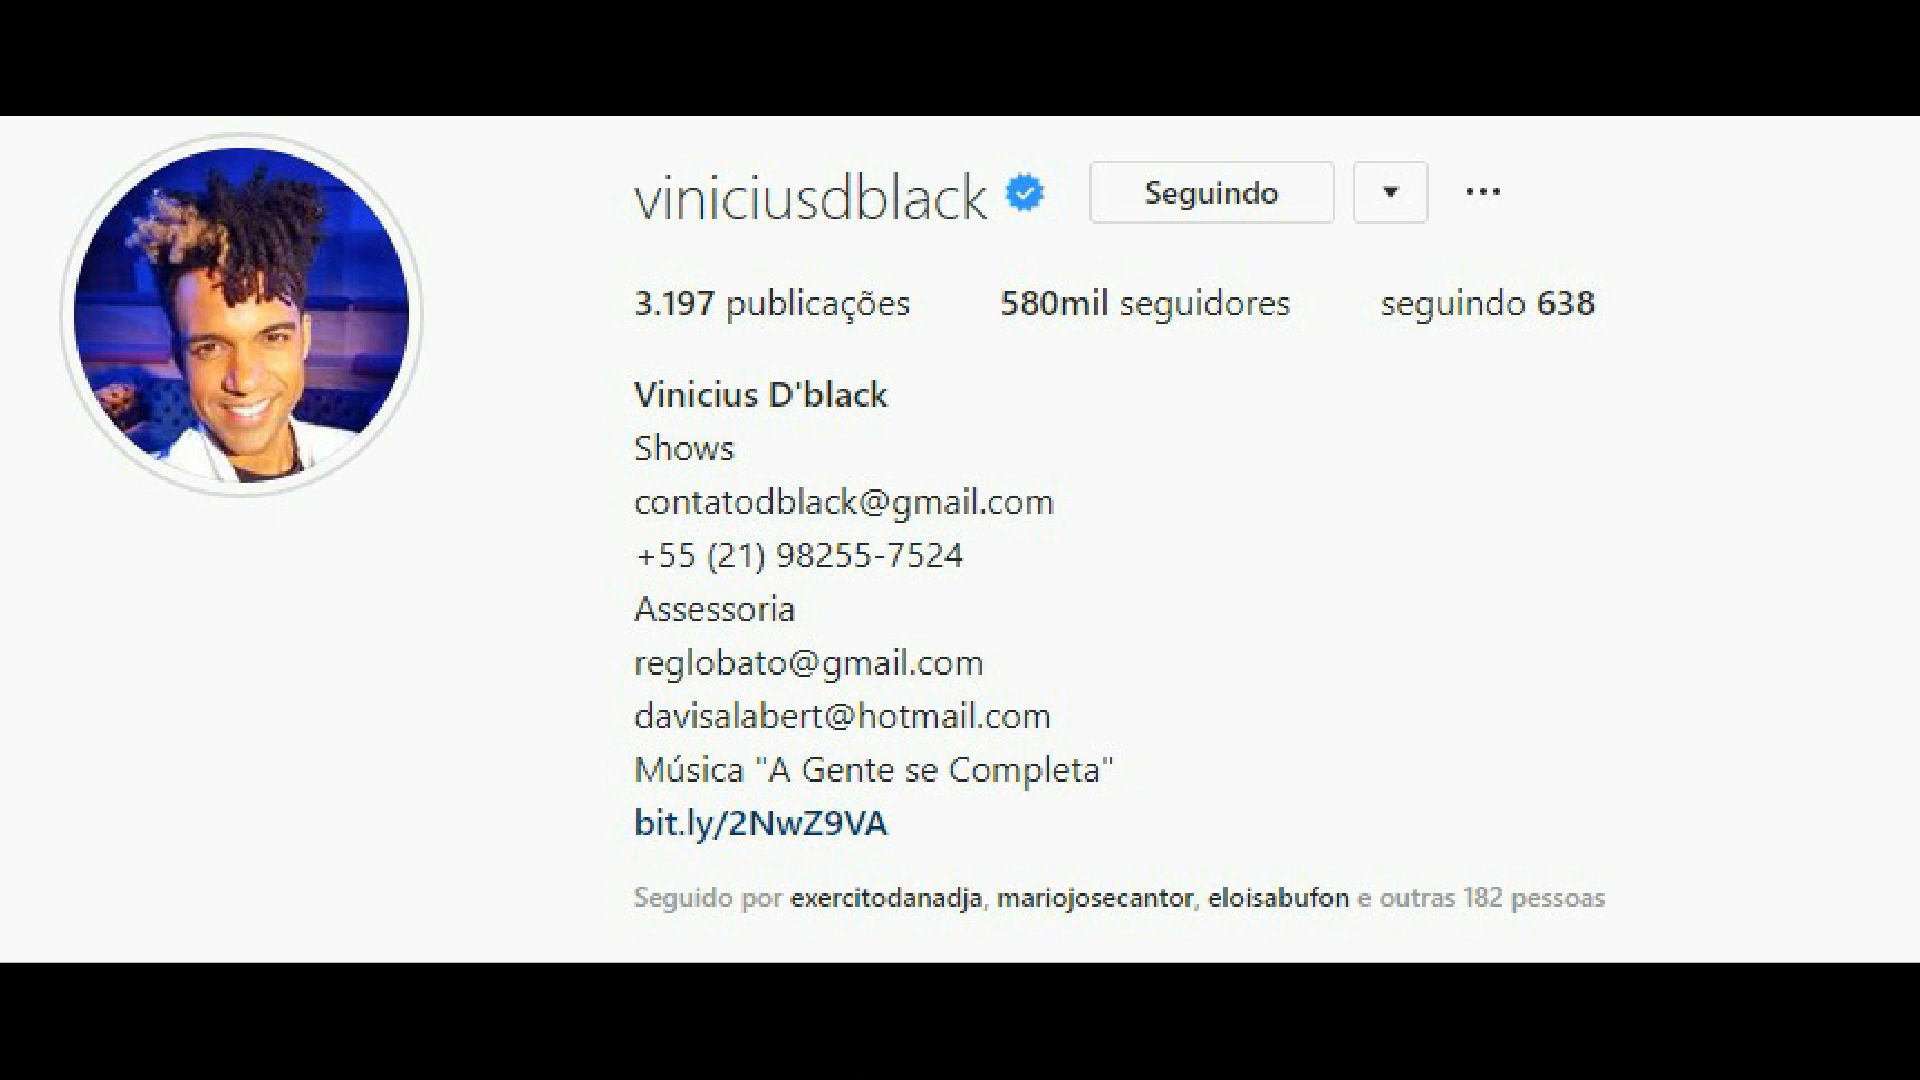 viniciusdblack Seguindo ...
3.197 publicações 580mil seguidores seguindo 638
Vinicius D'black
Shows
contatodblack@gmail.com
+55 (21) 98255-7524
Assessoria
reglobato@gmail.com
davisalabert@hotmail.com
Música "A Gente se Completa"
bit.ly/2NwZ9VA
Seguido por exercitodanadja, mariojosecantor, eloisabufon e outras 182 pessoas